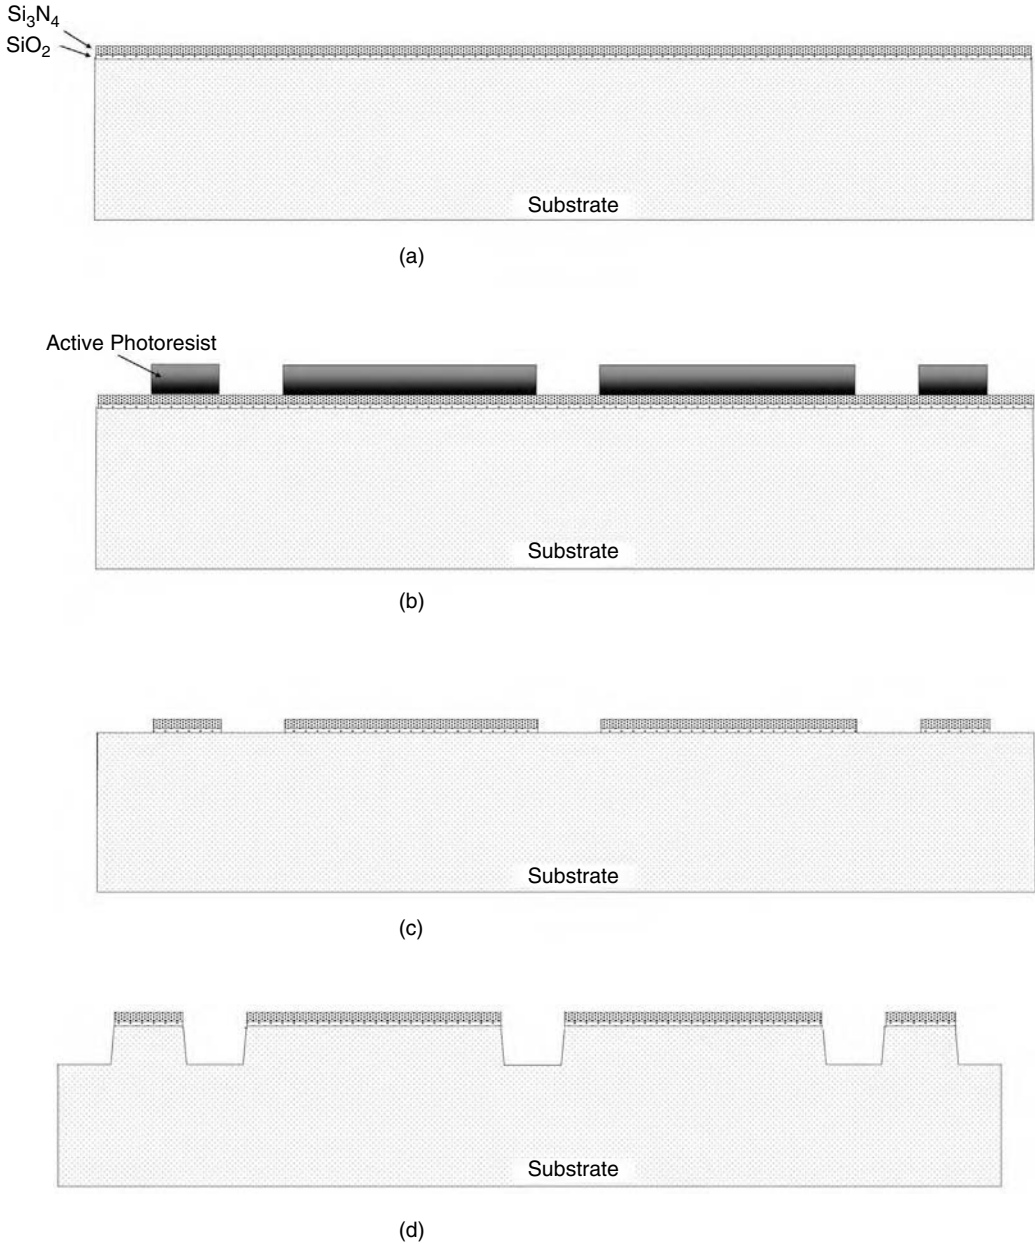 Si₃N₄
SiO₂
Substrate
(a)
Active Photoresist
Substrate
(b)
Substrate
(c)
Substrate
(d)